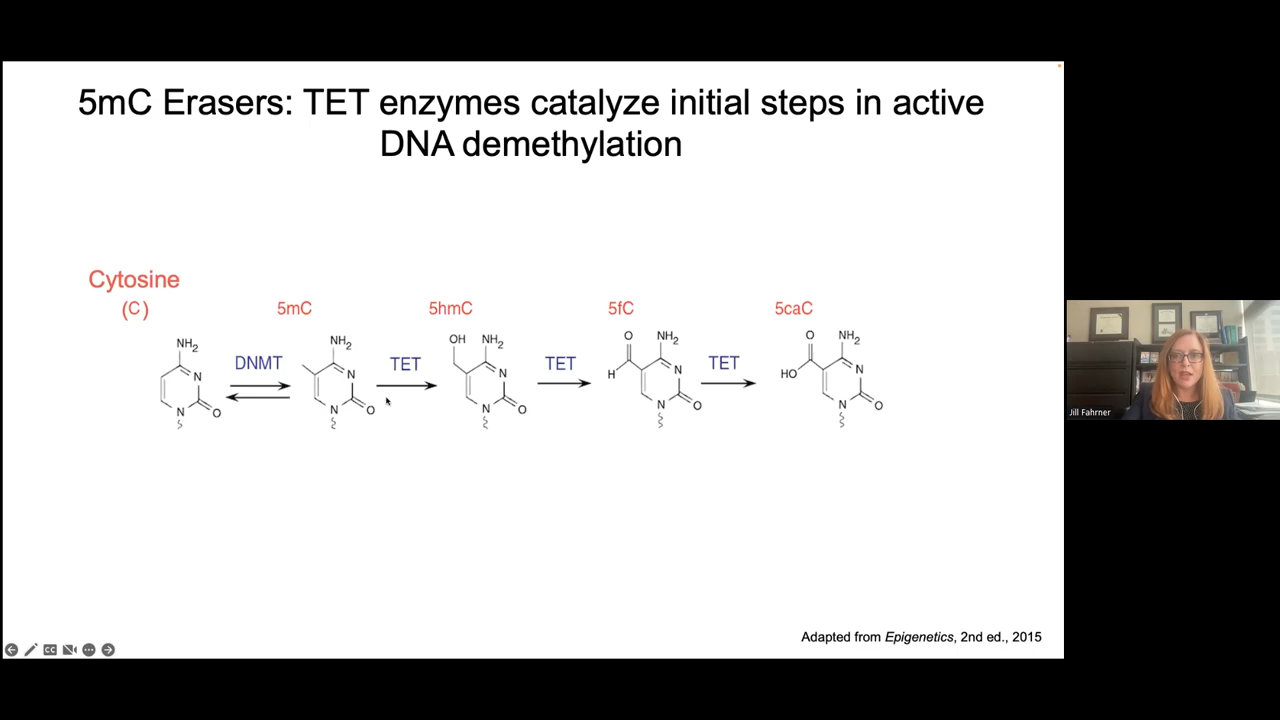 5mC Erasers: TET enzymes catalyze initial steps in active
DNA demethylation
Cytosine
(C)
5mC
5hmC
5fC
5caC
NH2
N
N
O
DNMT
NH2
N
N
O
TET
OH
NH2
N
N
O
TET
O
NH2
H
N
N
O
TET
O
NH2
HO
N
N
O
Adapted from Epigenetics, 2nd ed., 2015
CC
Jill Fahrner